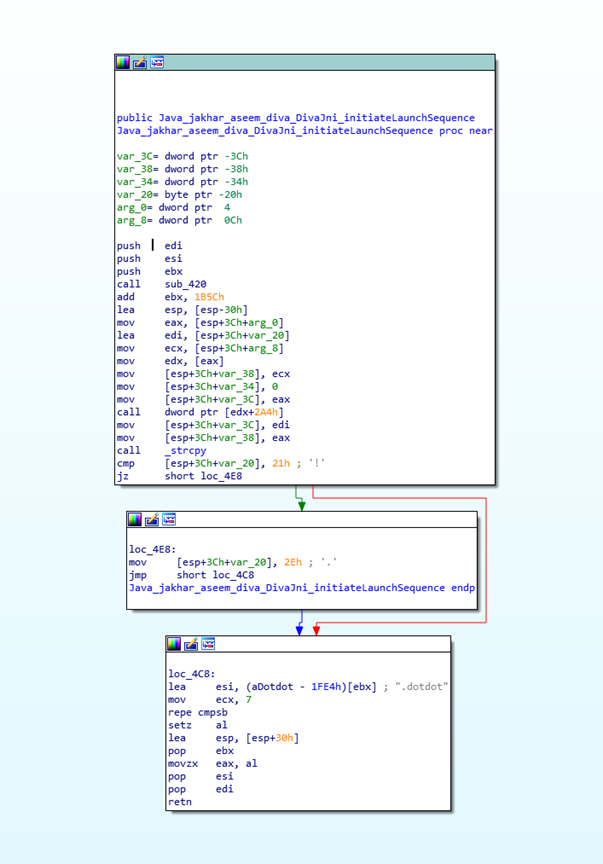 public Java_jakhar_aseem_diva_DivaJni_initiateLaunchSequence
Java_jakhar_aseem_diva_DivaJni_initiateLaunchSequence proc near
var_3C= dword ptr -3Ch
var_38= dword ptr -38h
var_34= dword ptr -34h
var_20= byte ptr -20h
arg_0= dword ptr  4
arg_8= dword ptr  0Ch
push    edi
push    esi
push    ebx
call    sub_420
add     ebx, 1B5Ch
lea     esp, [esp-30h]
mov     eax, [esp+3Ch+arg_0]
lea     edi, [esp+3Ch+var_20]
mov     ecx, [esp+3Ch+arg_8]
mov     edx, [eax]
mov     [esp+3Ch+var_38], ecx
mov     [esp+3Ch+var_34], 0
mov     [esp+3Ch+var_3C], eax
call    dword ptr [edx+2A4h]
mov     [esp+3Ch+var_3C], edi
mov     [esp+3Ch+var_38], eax
call    _strcpy
cmp     [esp+3Ch+var_20], 21h ; '!'
jz      short loc_4E8
loc_4E8:
mov     [esp+3Ch+var_20], 2Eh ; '.'
jmp     short loc_4C8
Java_jakhar_aseem_diva_DivaJni_initiateLaunchSequence endp
loc_4C8:
lea     esi, (aDotdot - 1FE4h)[ebx] ; ".dotdot"
mov     ecx, 7
repe cmpsb
setz    al
lea     esp, [esp+30h]
pop     ebx
movzx   eax, al
pop     esi
pop     edi
retn